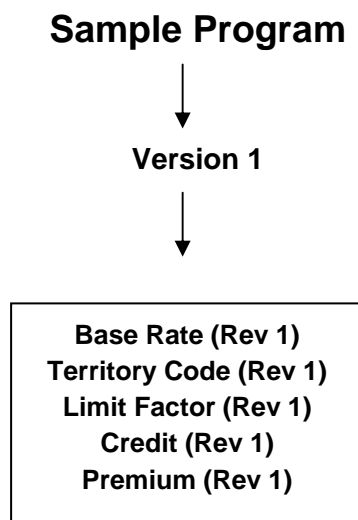 Sample Program
Version 1
Base Rate (Rev 1)
Territory Code (Rev 1)
Limit Factor (Rev 1)
Credit (Rev 1)
Premium (Rev 1)